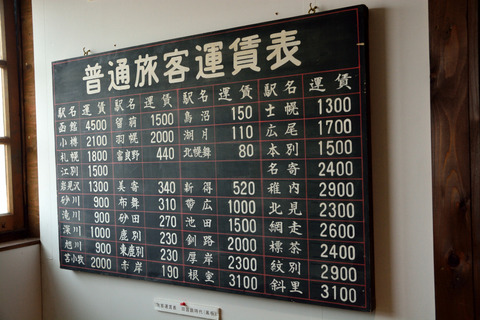 普通旅客運賃表
駅名 運賃 駅名 運賃 駅名 運賃 駅名 運賃
函館 4500 留萌 1500 鳥沼 150 士幌 1300
小樽 2100 羽幌 2000 湖月 110 広尾 1700
札幌 1800 富良野 440 北幌舞 80 本別 1500
江別 1500 名寄 2400
岩見沢 1300 美寄 340 新得 520 稚内 2900
砂川 900 布舞 310 帯広 1000 北見 2300
滝川 900 砂田 270 池田 1500 網走 2600
深川 1000 鹿別 230 釧路 2000 標茶 2400
旭川 900 東鹿別 230 厚岸 2300 紋別 2900
苫小牧 2000 赤岸 190 根室 3100 斜里 3100